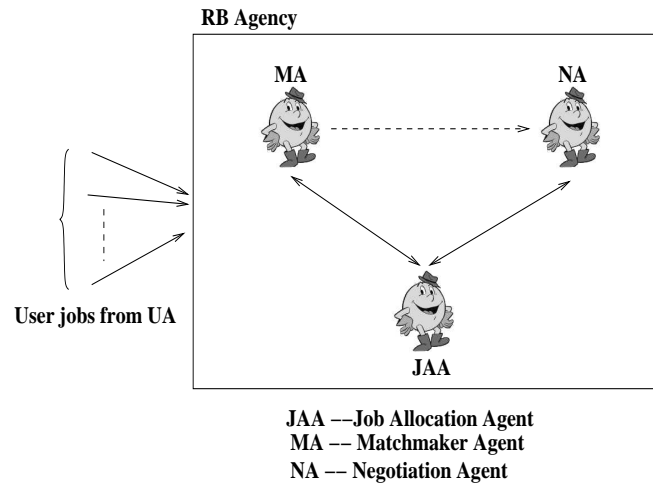 RB Agency
MA
NA
User jobs from UA
JAA
JAA −−Job Allocation Agent
MA −− Matchmaker Agent
NA −− Negotiation Agent